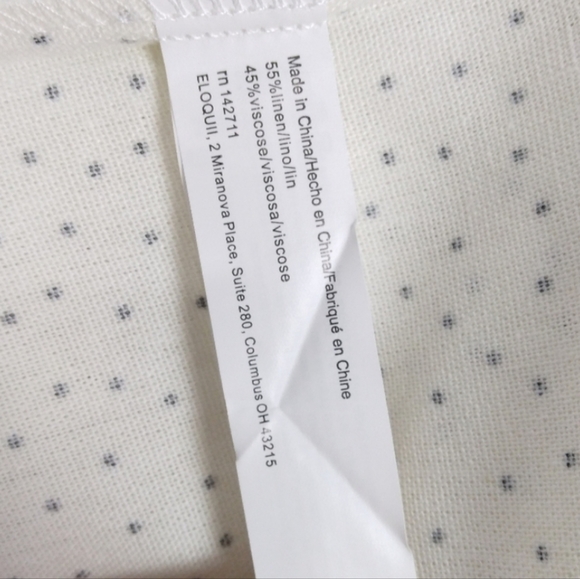 Made in China/Hecho en China/Fabriqué en Chine
55%linen/lino/lin
45%viscose/viscosa/viscose
rn 142711
ELOQUII, 2 Miranova Place, Suite 280, Columbus OH 43215